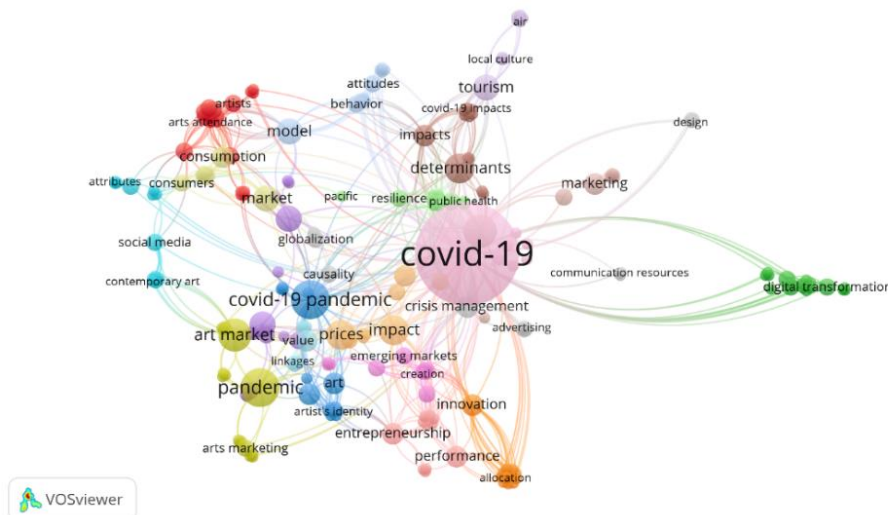 air
local culture
attitudes
tourism
artists
behavior
covid-19 impacts
arts attendance
design
model
impacts
consumption
determinants
attributes
consumers
marketing
market
pacific
resilience
public health
social media
globalization
covid-19
contemporary art
causality
communication resources
digital transformation
covid-19 pandemic
crisis management
art market
value
prices
impact
advertising
linkages
emerging markets
creation
pandemic
art
artist's identity
innovation
entrepreneurship
arts marketing
performance
allocation
VOSviewer